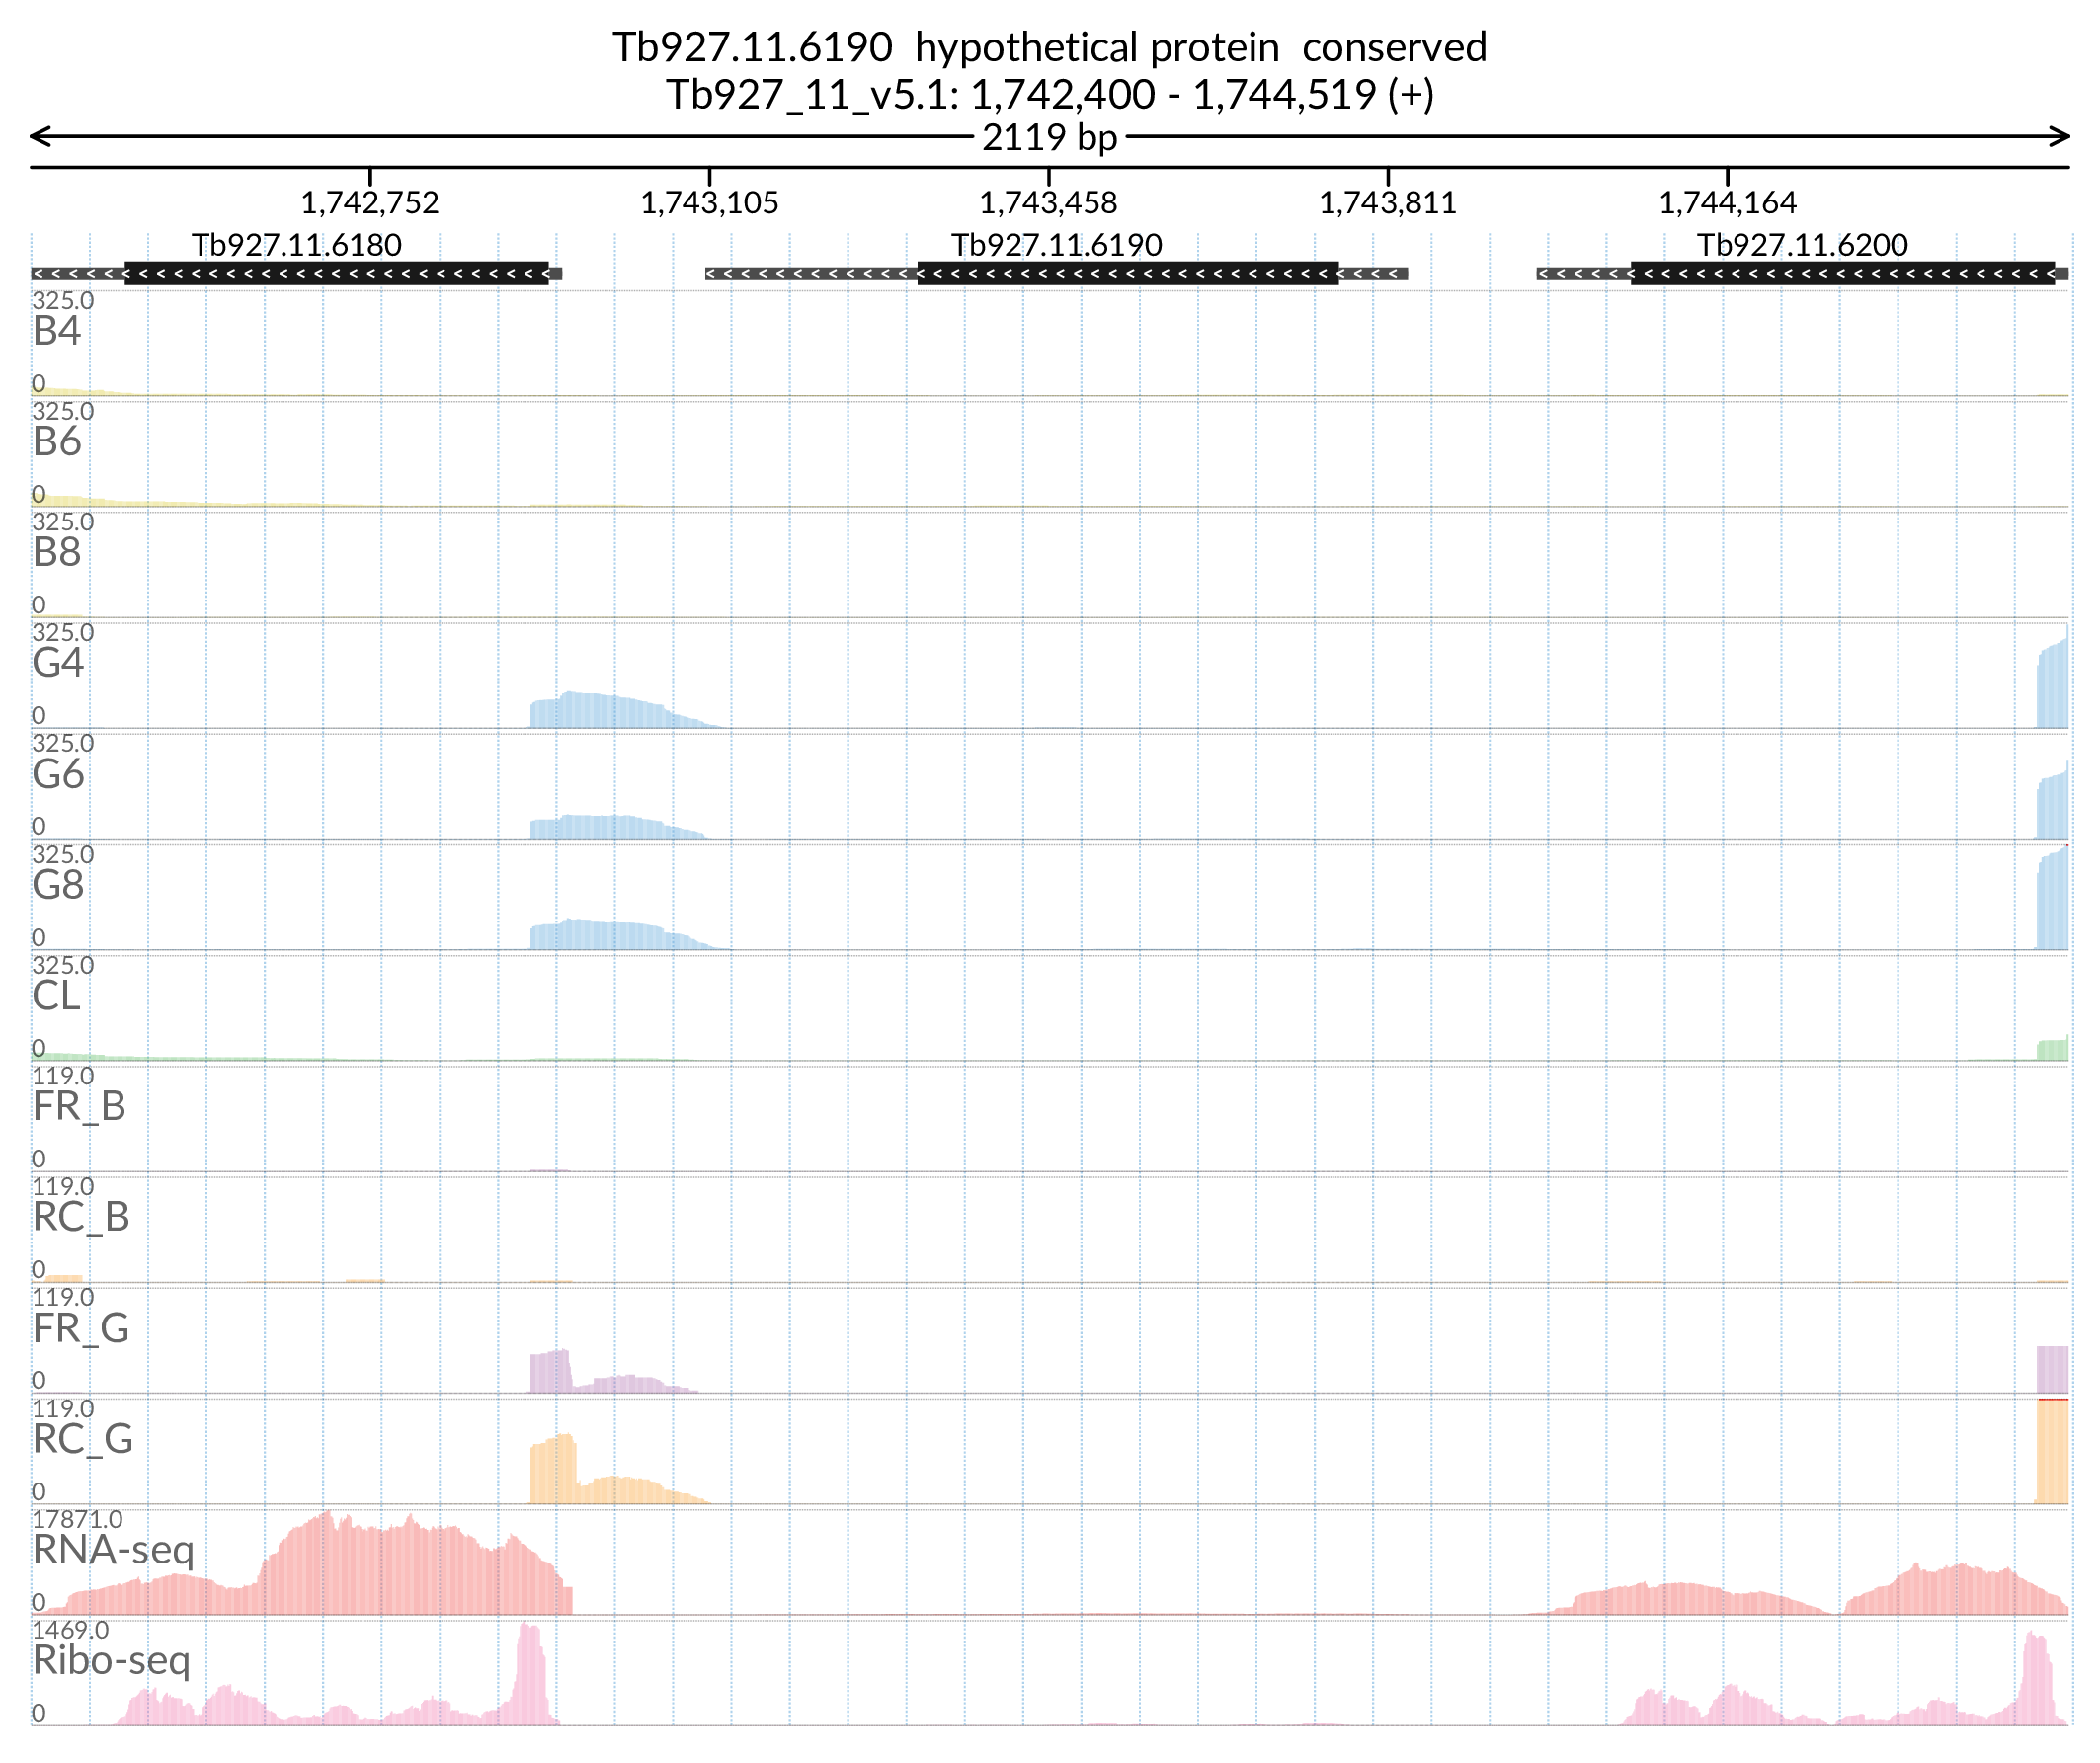 Tb927.11.6190 hypothetical protein conserved
Tb927_11_v5.1: 1,742,400 - 1,744,519 (+)
2119 bp
1,742,752 1,743,105 1,743,458 1,743,811 1,744,164
Tb927.11.6180 Tb927.11.6190 Tb927.11.6200
325.0
B4
0
325.0
B6
0
325.0
B8
0
325.0
G4
0
325.0
G6
0
325.0
G8
0
325.0
CL
0
119.0
FR_B
0
119.0
RC_B
0
119.0
FR_G
0
119.0
RC_G
0
17871.0
RNA-seq
0
1469.0
Ribo-seq
0